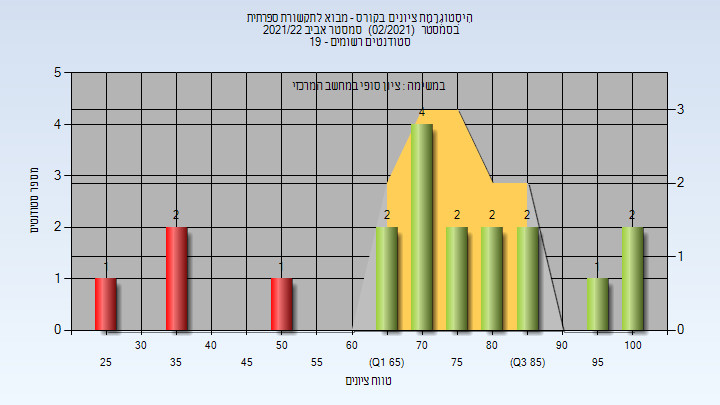 היסטוגרמת ציונים בקורס - מבוא לתקשורת ספרתית
בסמסטר (02/2021) סמסטר אביב 2021/22
סטודנטים רשומים - 19
במשימה : ציון סופי במחשב המרכזי
מספר סטודנטים
5
4
3
2
1
0
3
2
1
0
1
2
1
2
4
2
2
2
1
2
30 40 50 60 70 80 90 100
25 35 45 55 (Q1 65) 75 (Q3 85) 95
טווח ציונים